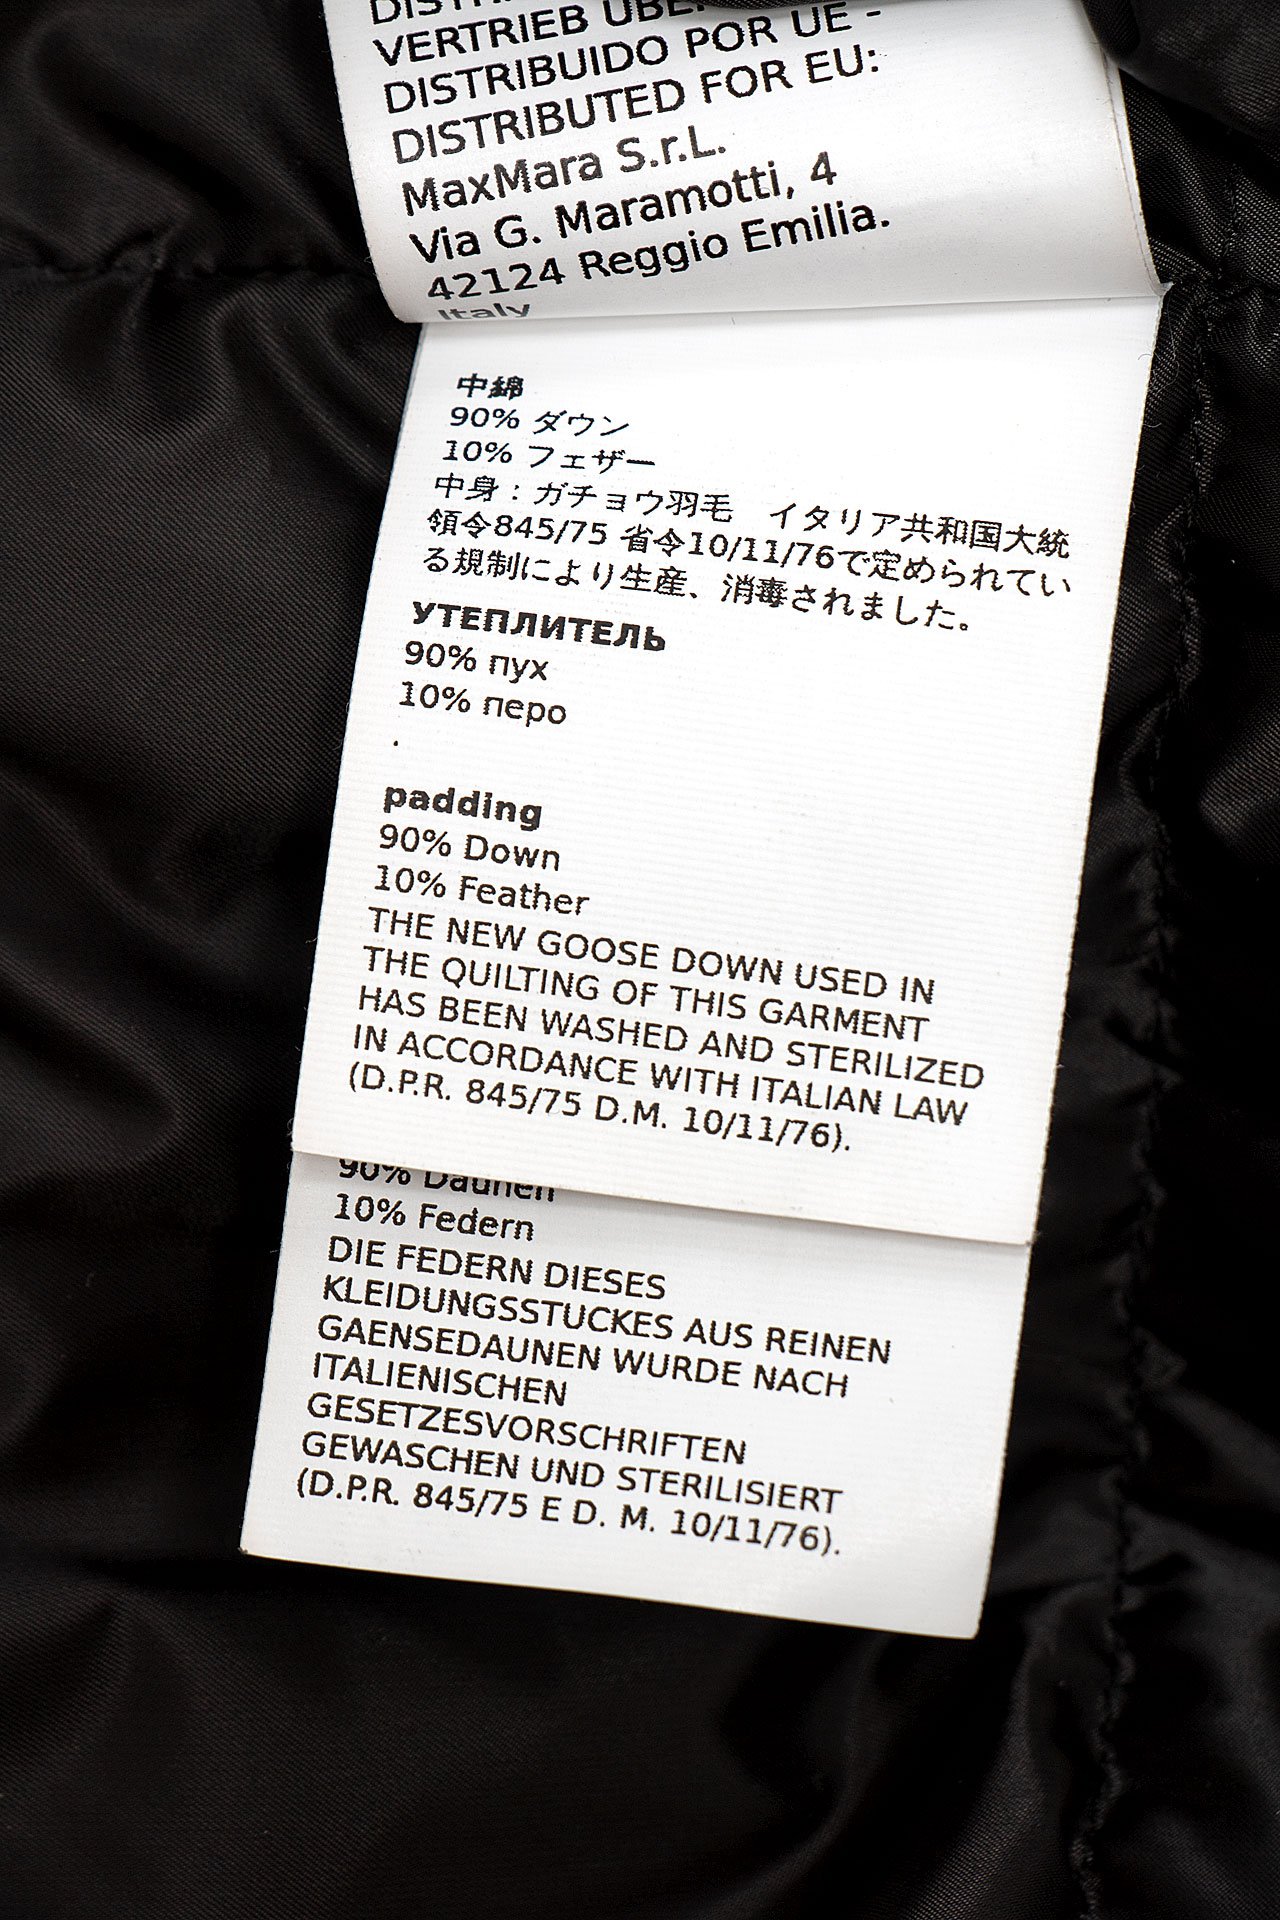 VERTRIEB ÜBER
DISTRIBUIDO POR UE -
DISTRIBUTED FOR EU:
MaxMara S.r.L.
Via G. Maramotti, 4
42124 Reggio Emilia.
Italy
中綿
90% ダウン
10% フェザー
中身：ガチョウ羽毛　イタリア共和国大統
領令845/75 省令10/11/76で定められてい
る規制により生産、消毒されました。
УТЕПЛИТЕЛЬ
90% пух
10% перо
.
padding
90% Down
10% Feather
THE NEW GOOSE DOWN USED IN
THE QUILTING OF THIS GARMENT
HAS BEEN WASHED AND STERILIZED
IN ACCORDANCE WITH ITALIAN LAW
(D.P.R. 845/75 D.M. 10/11/76).
90% Daunen
10% Federn
DIE FEDERN DIESES
KLEIDUNGSSTUCKES AUS REINEN
GAENSEDAUNEN WURDE NACH
ITALIENISCHEN
GESETZESVORSCHRIFTEN
GEWASCHEN UND STERILISIERT
(D.P.R. 845/75 E D. M. 10/11/76).